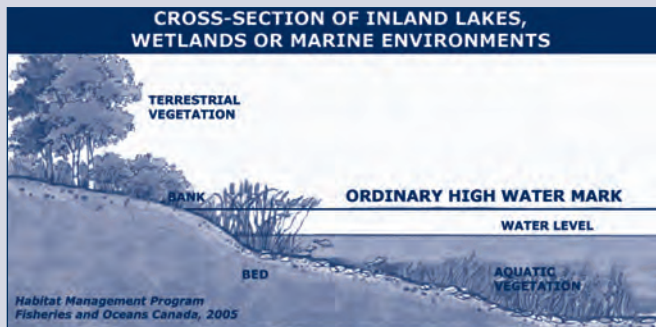 CROSS-SECTION OF INLAND LAKES,
WETLANDS OR MARINE ENVIRONMENTS
TERRESTRIAL
VEGETATION
BANK
ORDINARY HIGH WATER MARK
WATER LEVEL
BED
AQUATIC
VEGETATION
Habitat Management Program
Fisheries and Oceans Canada, 2005